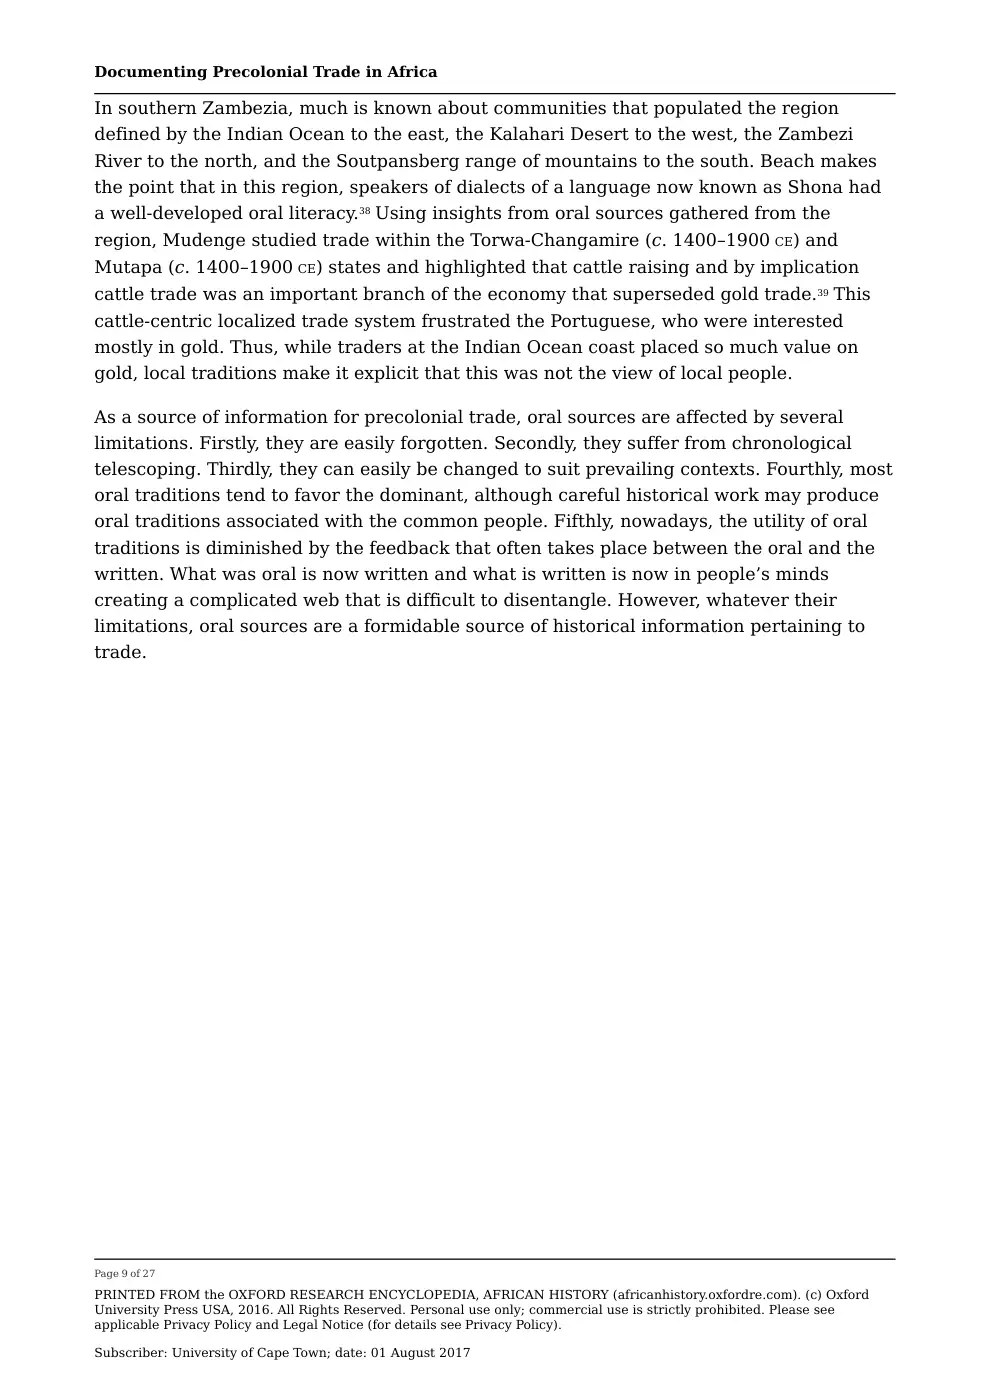 Documenting Precolonial Trade in Africa
In southern Zambezia, much is known about communities that populated the region
defined by the Indian Ocean to the east, the Kalahari Desert to the west, the Zambezi
River to the north, and the Soutpansberg range of mountains to the south. Beach makes
the point that in this region, speakers of dialects of a language now known as Shona had
a well-developed oral literacy.38 Using insights from oral sources gathered from the
region, Mudenge studied trade within the Torwa-Changamire (c. 1400–1900 CE) and
Mutapa (c. 1400–1900 CE) states and highlighted that cattle raising and by implication
cattle trade was an important branch of the economy that superseded gold trade.39 This
cattle-centric localized trade system frustrated the Portuguese, who were interested
mostly in gold. Thus, while traders at the Indian Ocean coast placed so much value on
gold, local traditions make it explicit that this was not the view of local people.
As a source of information for precolonial trade, oral sources are affected by several
limitations. Firstly, they are easily forgotten. Secondly, they suffer from chronological
telescoping. Thirdly, they can easily be changed to suit prevailing contexts. Fourthly, most
oral traditions tend to favor the dominant, although careful historical work may produce
oral traditions associated with the common people. Fifthly, nowadays, the utility of oral
traditions is diminished by the feedback that often takes place between the oral and the
written. What was oral is now written and what is written is now in people’s minds
creating a complicated web that is difficult to disentangle. However, whatever their
limitations, oral sources are a formidable source of historical information pertaining to
trade.
Page 9 of 27
PRINTED FROM the OXFORD RESEARCH ENCYCLOPEDIA, AFRICAN HISTORY (africanhistory.oxfordre.com). (c) Oxford
University Press USA, 2016. All Rights Reserved. Personal use only; commercial use is strictly prohibited. Please see
applicable Privacy Policy and Legal Notice (for details see Privacy Policy).
Subscriber: University of Cape Town; date: 01 August 2017